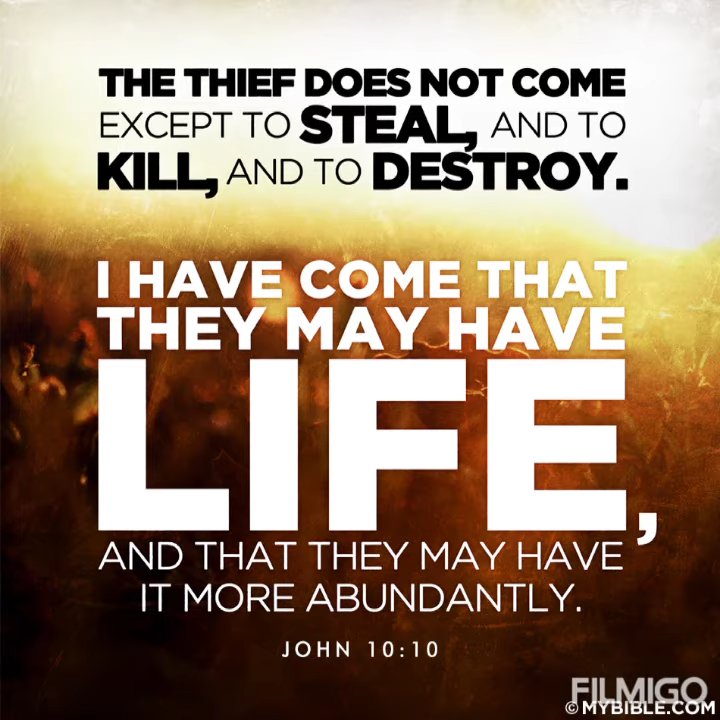 THE THIEF DOES NOT COME
EXCEPT TO STEAL, AND TO
KILL, AND TO DESTROY.
I HAVE COME THAT
THEY MAY HAVE
LIFE,
AND THAT THEY MAY HAVE
IT MORE ABUNDANTLY.
JOHN 10:10
FILMIGO
© MYBIBLE.COM